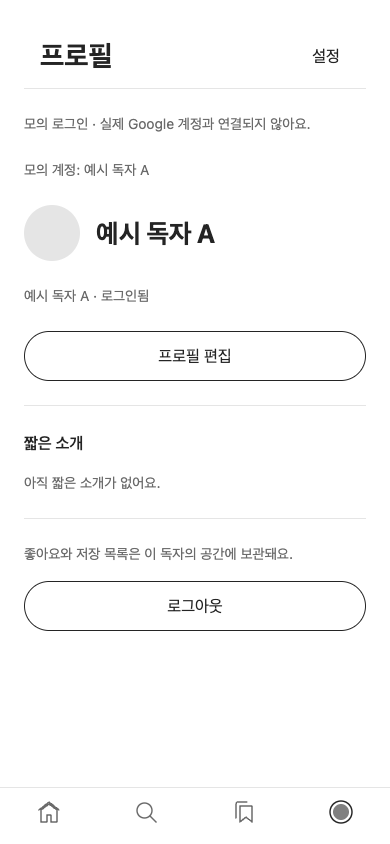 프로필
설정
모의 로그인 · 실제 Google 계정과 연결되지 않아요.
모의 계정: 예시 독자 A
예시 독자 A
예시 독자 A · 로그인됨
프로필 편집
짧은 소개
아직 짧은 소개가 없어요.
좋아요와 저장 목록은 이 독자의 공간에 보관돼요.
로그아웃